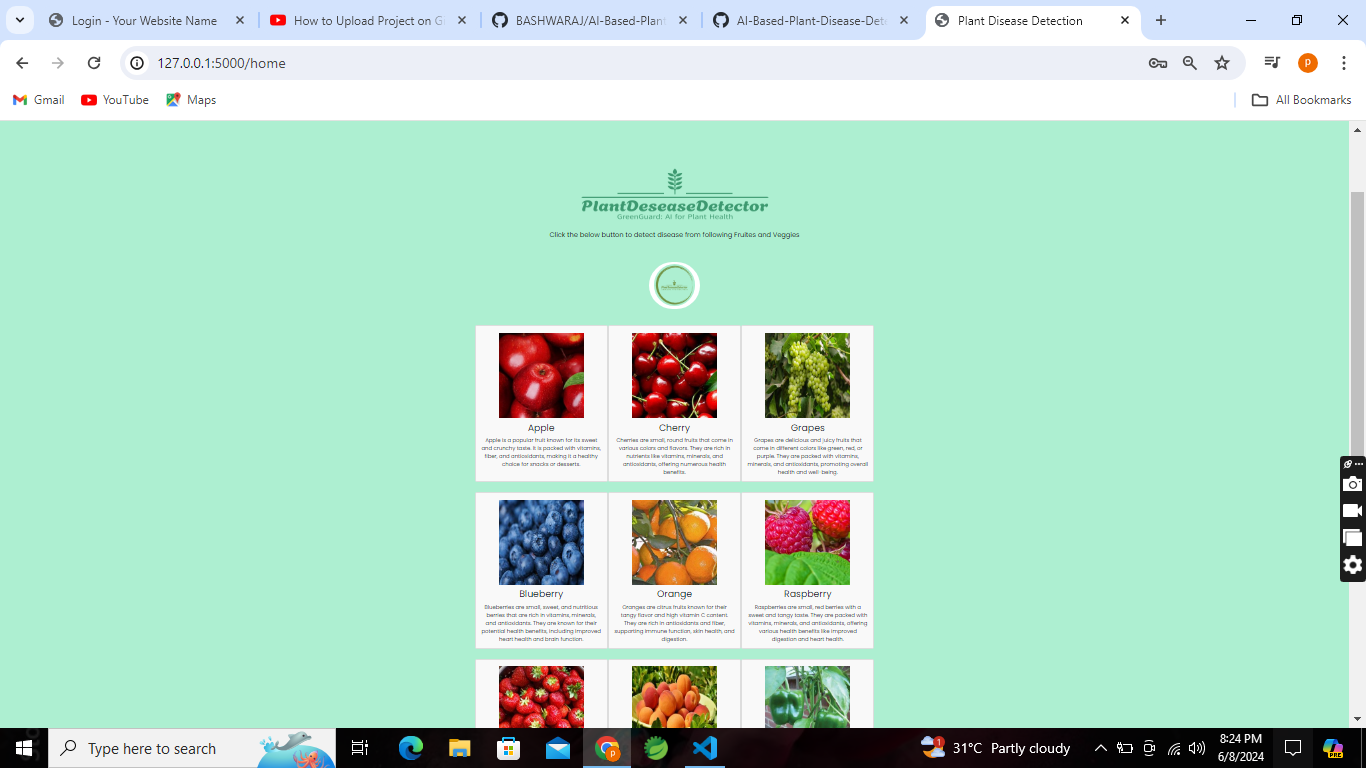 Login - Your Website Name
How to Upload Project on Gi
BASHWARAJ/AI-Based-Plant
AI-Based-Plant-Disease-Dete
Plant Disease Detection
127.0.0.1:5000/home
P
Gmail
YouTube
Maps
All Bookmarks
PlantDeseaseDetector
GreenGuard: AI for Plant Health
Click the below button to detect disease from following Fruites and Veggies
Apple
Apple is a popular fruit known for its sweet
and crunchy taste. It is packed with vitamins,
fiber, and antioxidants, making it a healthy
choice for snacks or desserts.
Cherry
Cherries are small, round fruits that come in
various colors and flavors. They are rich in
nutrients like vitamins, minerals, and
antioxidants, offering numerous health
benefits.
Grapes
Grapes are delicious and juicy fruits that
come in different colors like green, red, or
purple. They are packed with vitamins,
minerals, and antioxidants, promoting overall
health and well-being.
Blueberry
Blueberries are small, sweet, and nutritious
berries that are rich in vitamins, minerals,
and antioxidants. They are known for their
potential health benefits, including improved
heart health and brain function.
Orange
Oranges are citrus fruits known for their
tangy flavor and high vitamin C content.
They are rich in antioxidants and fiber,
supporting immune function, skin health, and
digestion.
Raspberry
Raspberries are small, red berries with a
sweet and tangy taste. They are packed with
vitamins, minerals, and antioxidants, offering
various health benefits like improved
digestion and heart health.
Type here to search
P
1
31°C Partly cloudy
8:24 PM
6/8/2024
PRE